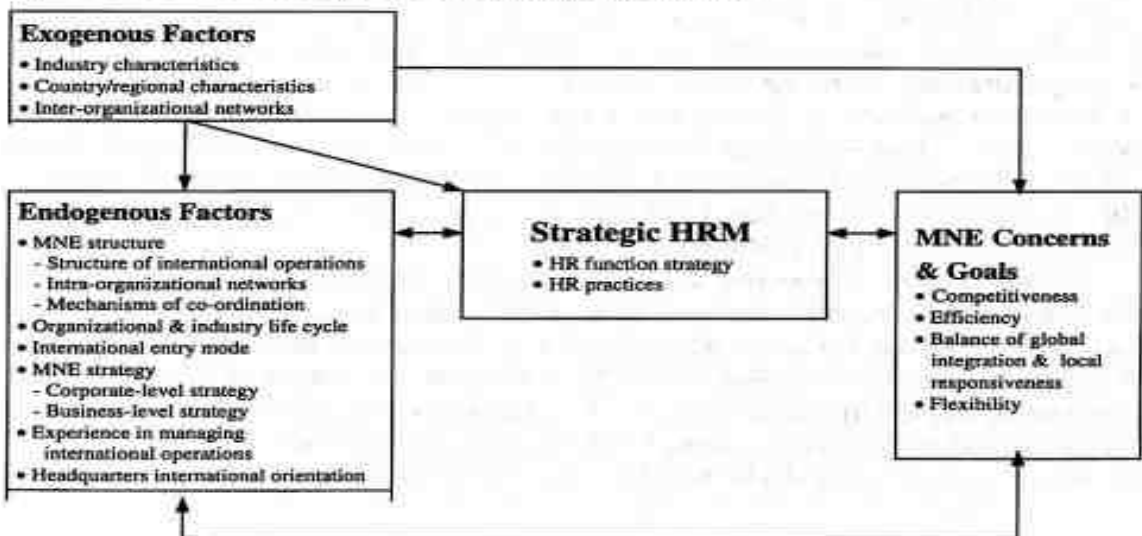 Exogenous Factors
• Industry characteristics
• Country/regional characteristics
• Inter-organizational networks
Endogenous Factors
• MNE structure
- Structure of international operations
- Intra-organizational networks
- Mechanisms of co-ordination
• Organizational & industry life cycle
• International entry mode
• MNE strategy
- Corporate-level strategy
- Business-level strategy
• Experience in managing
international operations
• Headquarters international orientation
Strategic HRM
• HR function strategy
• HR practices
MNE Concerns
& Goals
• Competitiveness
• Efficiency
• Balance of global
integration & local
responsiveness
• Flexibility